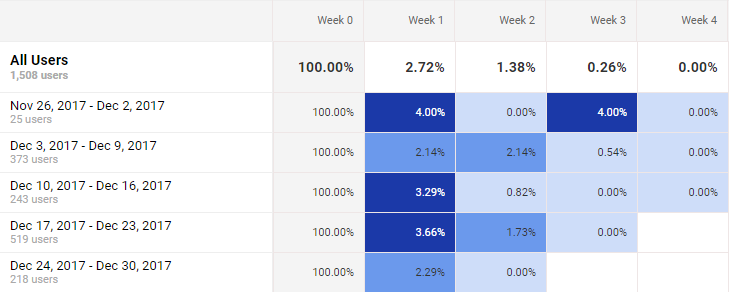 Week 0 Week 1 Week 2 Week 3 Week 4
All Users
1,508 users
100.00% 2.72% 1.38% 0.26% 0.00%
Nov 26, 2017 - Dec 2, 2017
25 users
100.00% 4.00% 0.00% 4.00% 0.00%
Dec 3, 2017 - Dec 9, 2017
373 users
100.00% 2.14% 2.14% 0.54% 0.00%
Dec 10, 2017 - Dec 16, 2017
243 users
100.00% 3.29% 0.82% 0.00% 0.00%
Dec 17, 2017 - Dec 23, 2017
519 users
100.00% 3.66% 1.73% 0.00%
Dec 24, 2017 - Dec 30, 2017
218 users
100.00% 2.29% 0.00%